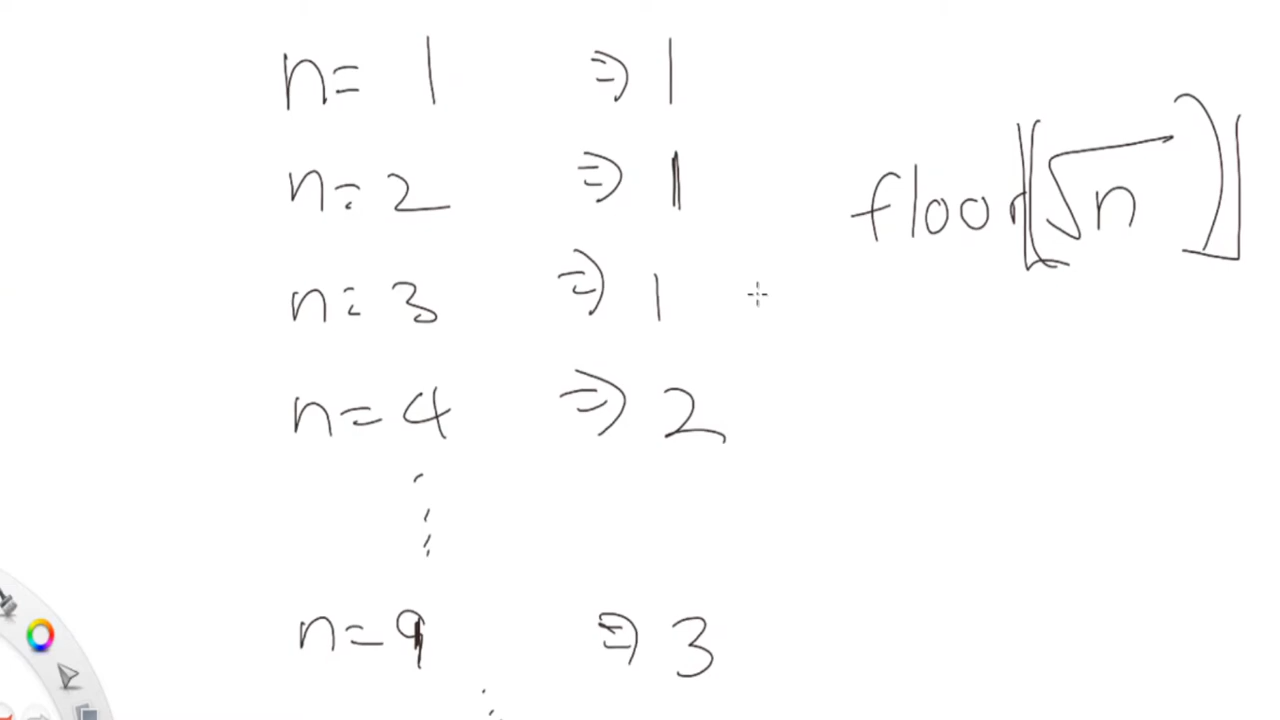 n = 1 ⇒ 1
n = 2 ⇒ 1
n = 3 ⇒ 1
n = 4 ⇒ 2
⋮
n = 9 ⇒ 3
⋮
floor(⌊√n⌋)